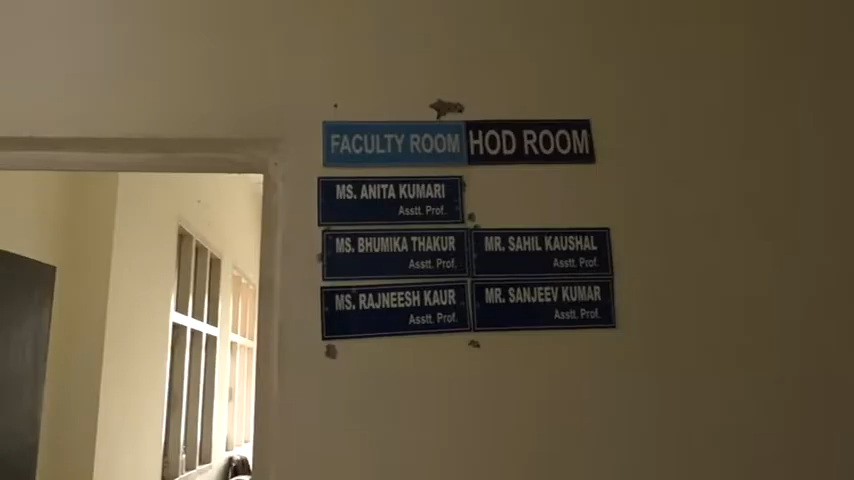 FACULTY ROOM
HOD ROOM
MS. ANITA KUMARI
Asstt. Prof.
MS. BHUMIKA THAKUR
Asstt. Prof.
MR. SAHIL KAUSHAL
Asstt. Prof.
MS. RAJNEESH KAUR
Asstt. Prof.
MR. SANJEEV KUMAR
Asstt. Prof.